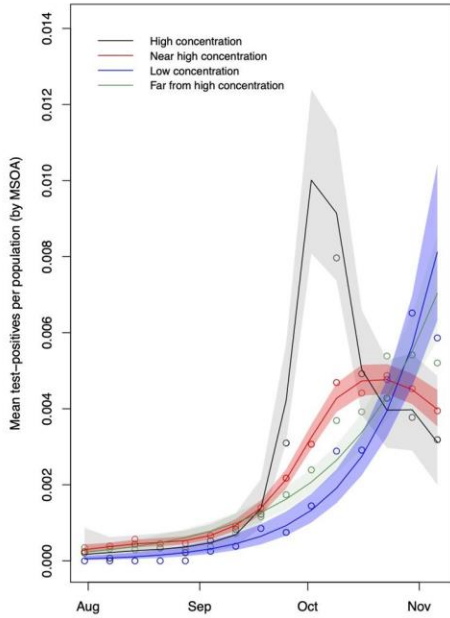 0.014
High concentration
Near high concentration
Low concentration
Far from high concentration
0.012
0.010
0.008
0.006
0.004
0.002
0.000
Mean test-positives per population (by MSOA)
Aug Sep Oct Nov